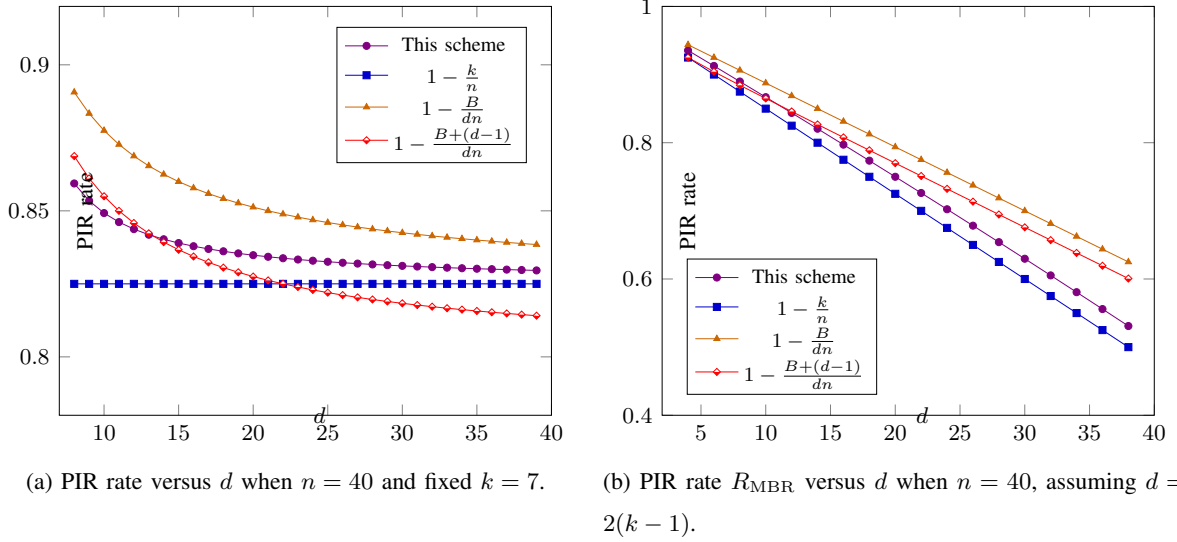 0.9
0.85
0.8
PIR rate
This scheme
1 − k/n
1 − B/dn
1 − B+(d−1)/dn
10 15 20 25 30 35 40
d
(a) PIR rate versus d when n = 40 and fixed k = 7.
1
0.8
0.6
0.4
PIR rate
This scheme
1 − k/n
1 − B/dn
1 − B+(d−1)/dn
5 10 15 20 25 30 35 40
d
(b) PIR rate R_MBR versus d when n = 40, assuming d =
2(k − 1).